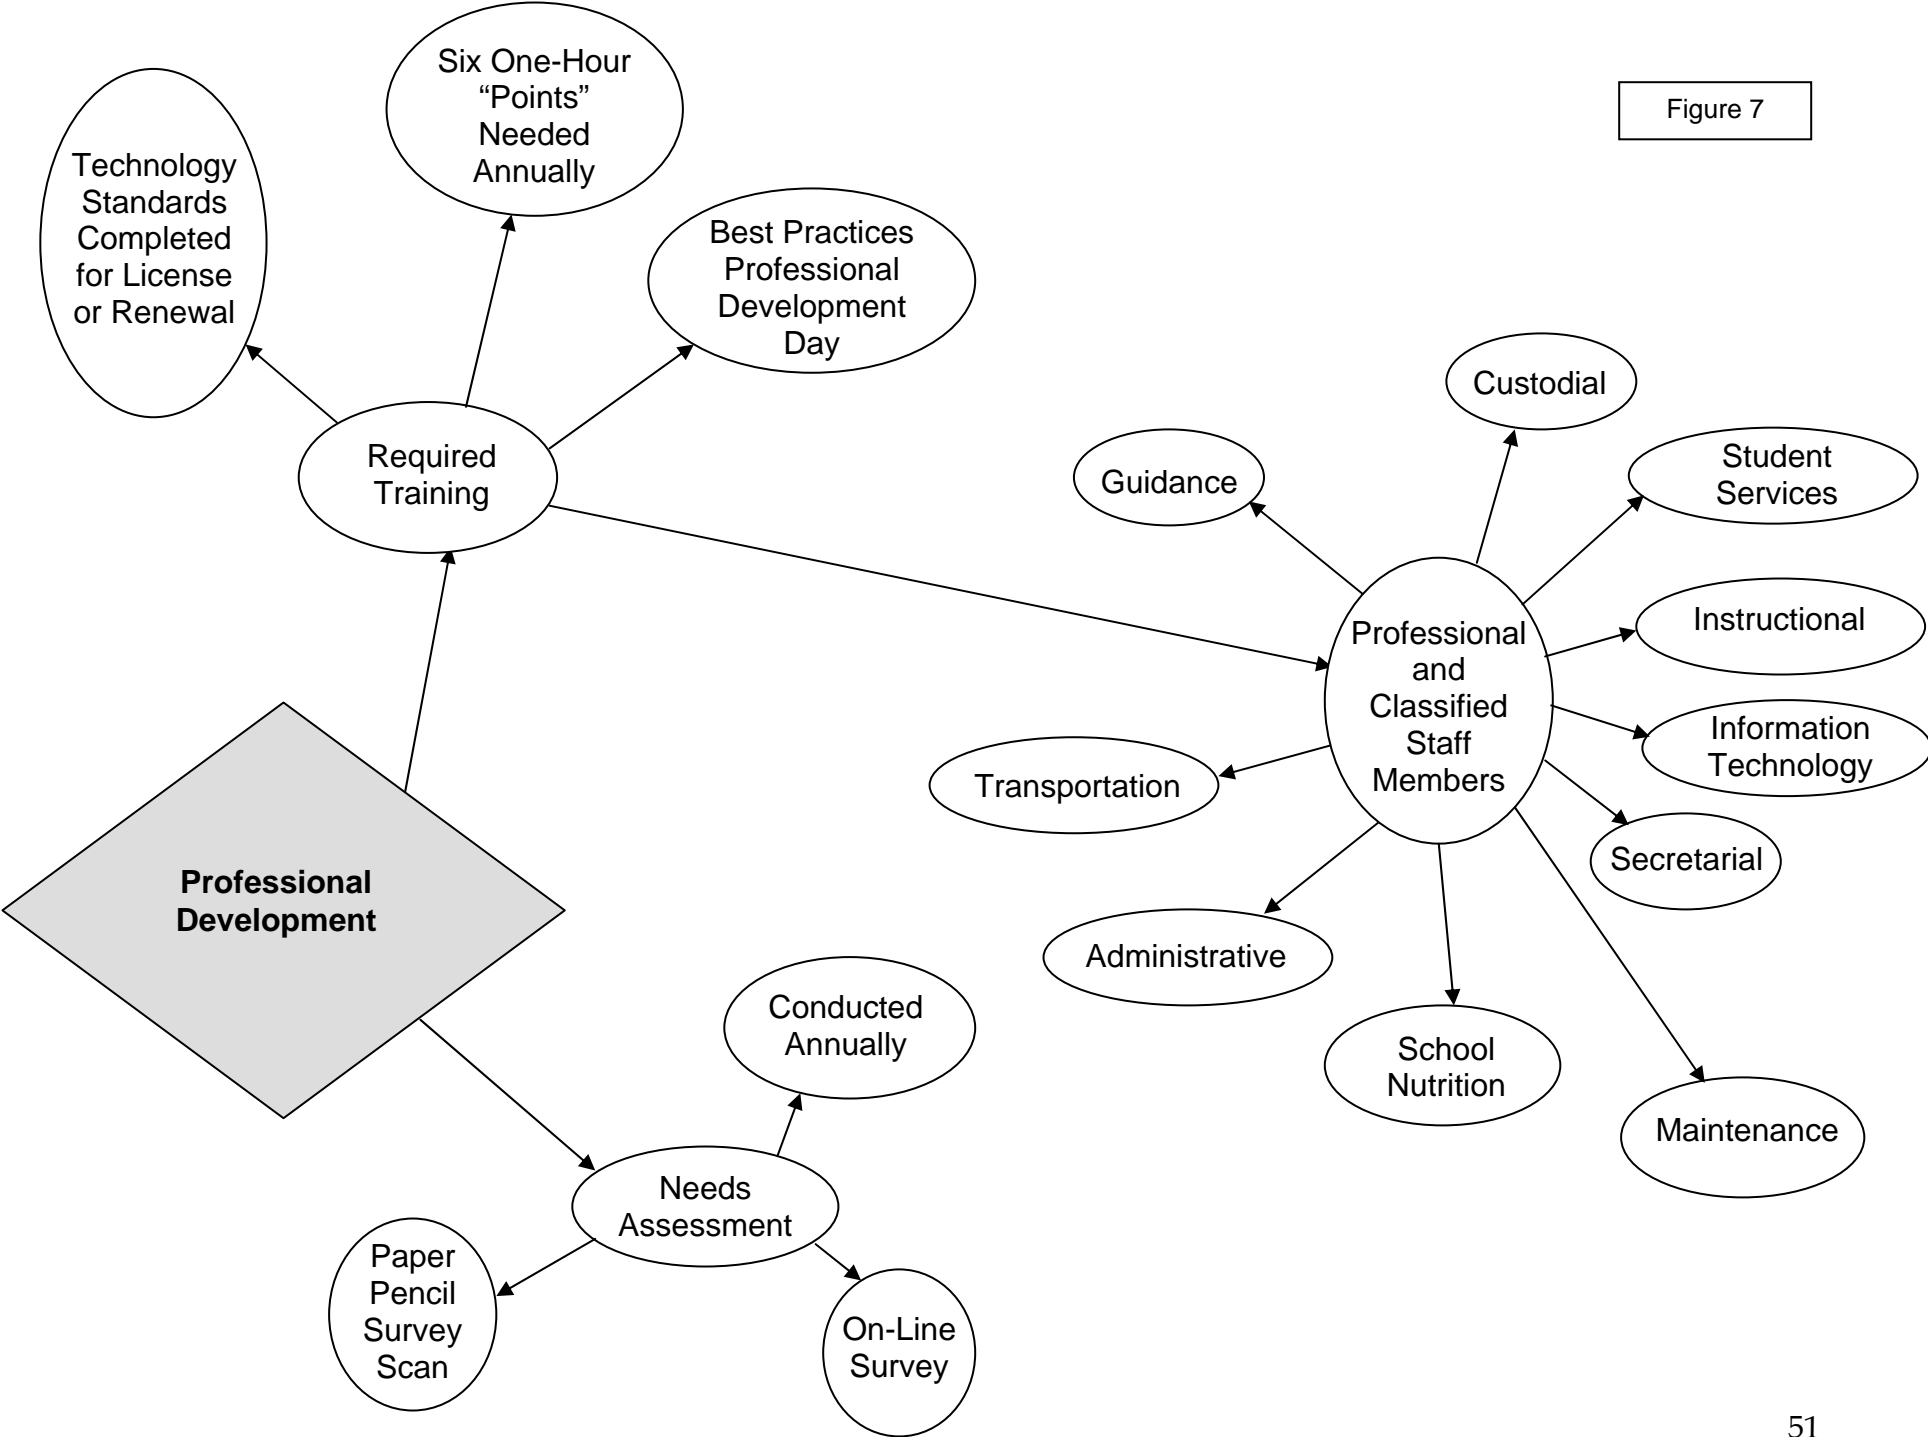 Six One-Hour
“Points”
Needed
Annually
Figure 7
Technology
Standards
Completed
for License
or Renewal
Best Practices
Professional
Development
Day
Required
Training
Custodial
Guidance
Student
Services
Instructional
Professional
and
Classified
Staff
Members
Information
Technology
Transportation
Secretarial
Professional
Development
Administrative
Conducted
Annually
School
Nutrition
Maintenance
Needs
Assessment
Paper
Pencil
Survey
Scan
On-Line
Survey
51